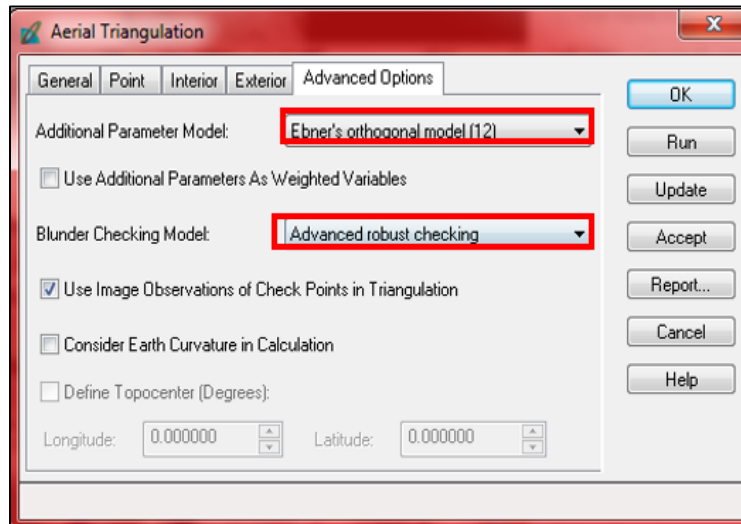 Aerial Triangulation
General Point Interior Exterior Advanced Options
Additional Parameter Model: Ebner's orthogonal model (12)
Use Additional Parameters As Weighted Variables
Blunder Checking Model: Advanced robust checking
Use Image Observations of Check Points in Triangulation
Consider Earth Curvature in Calculation
Define Topocenter (Degrees):
Longitude: 0.000000 Latitude: 0.000000
OK
Run
Update
Accept
Report...
Cancel
Help